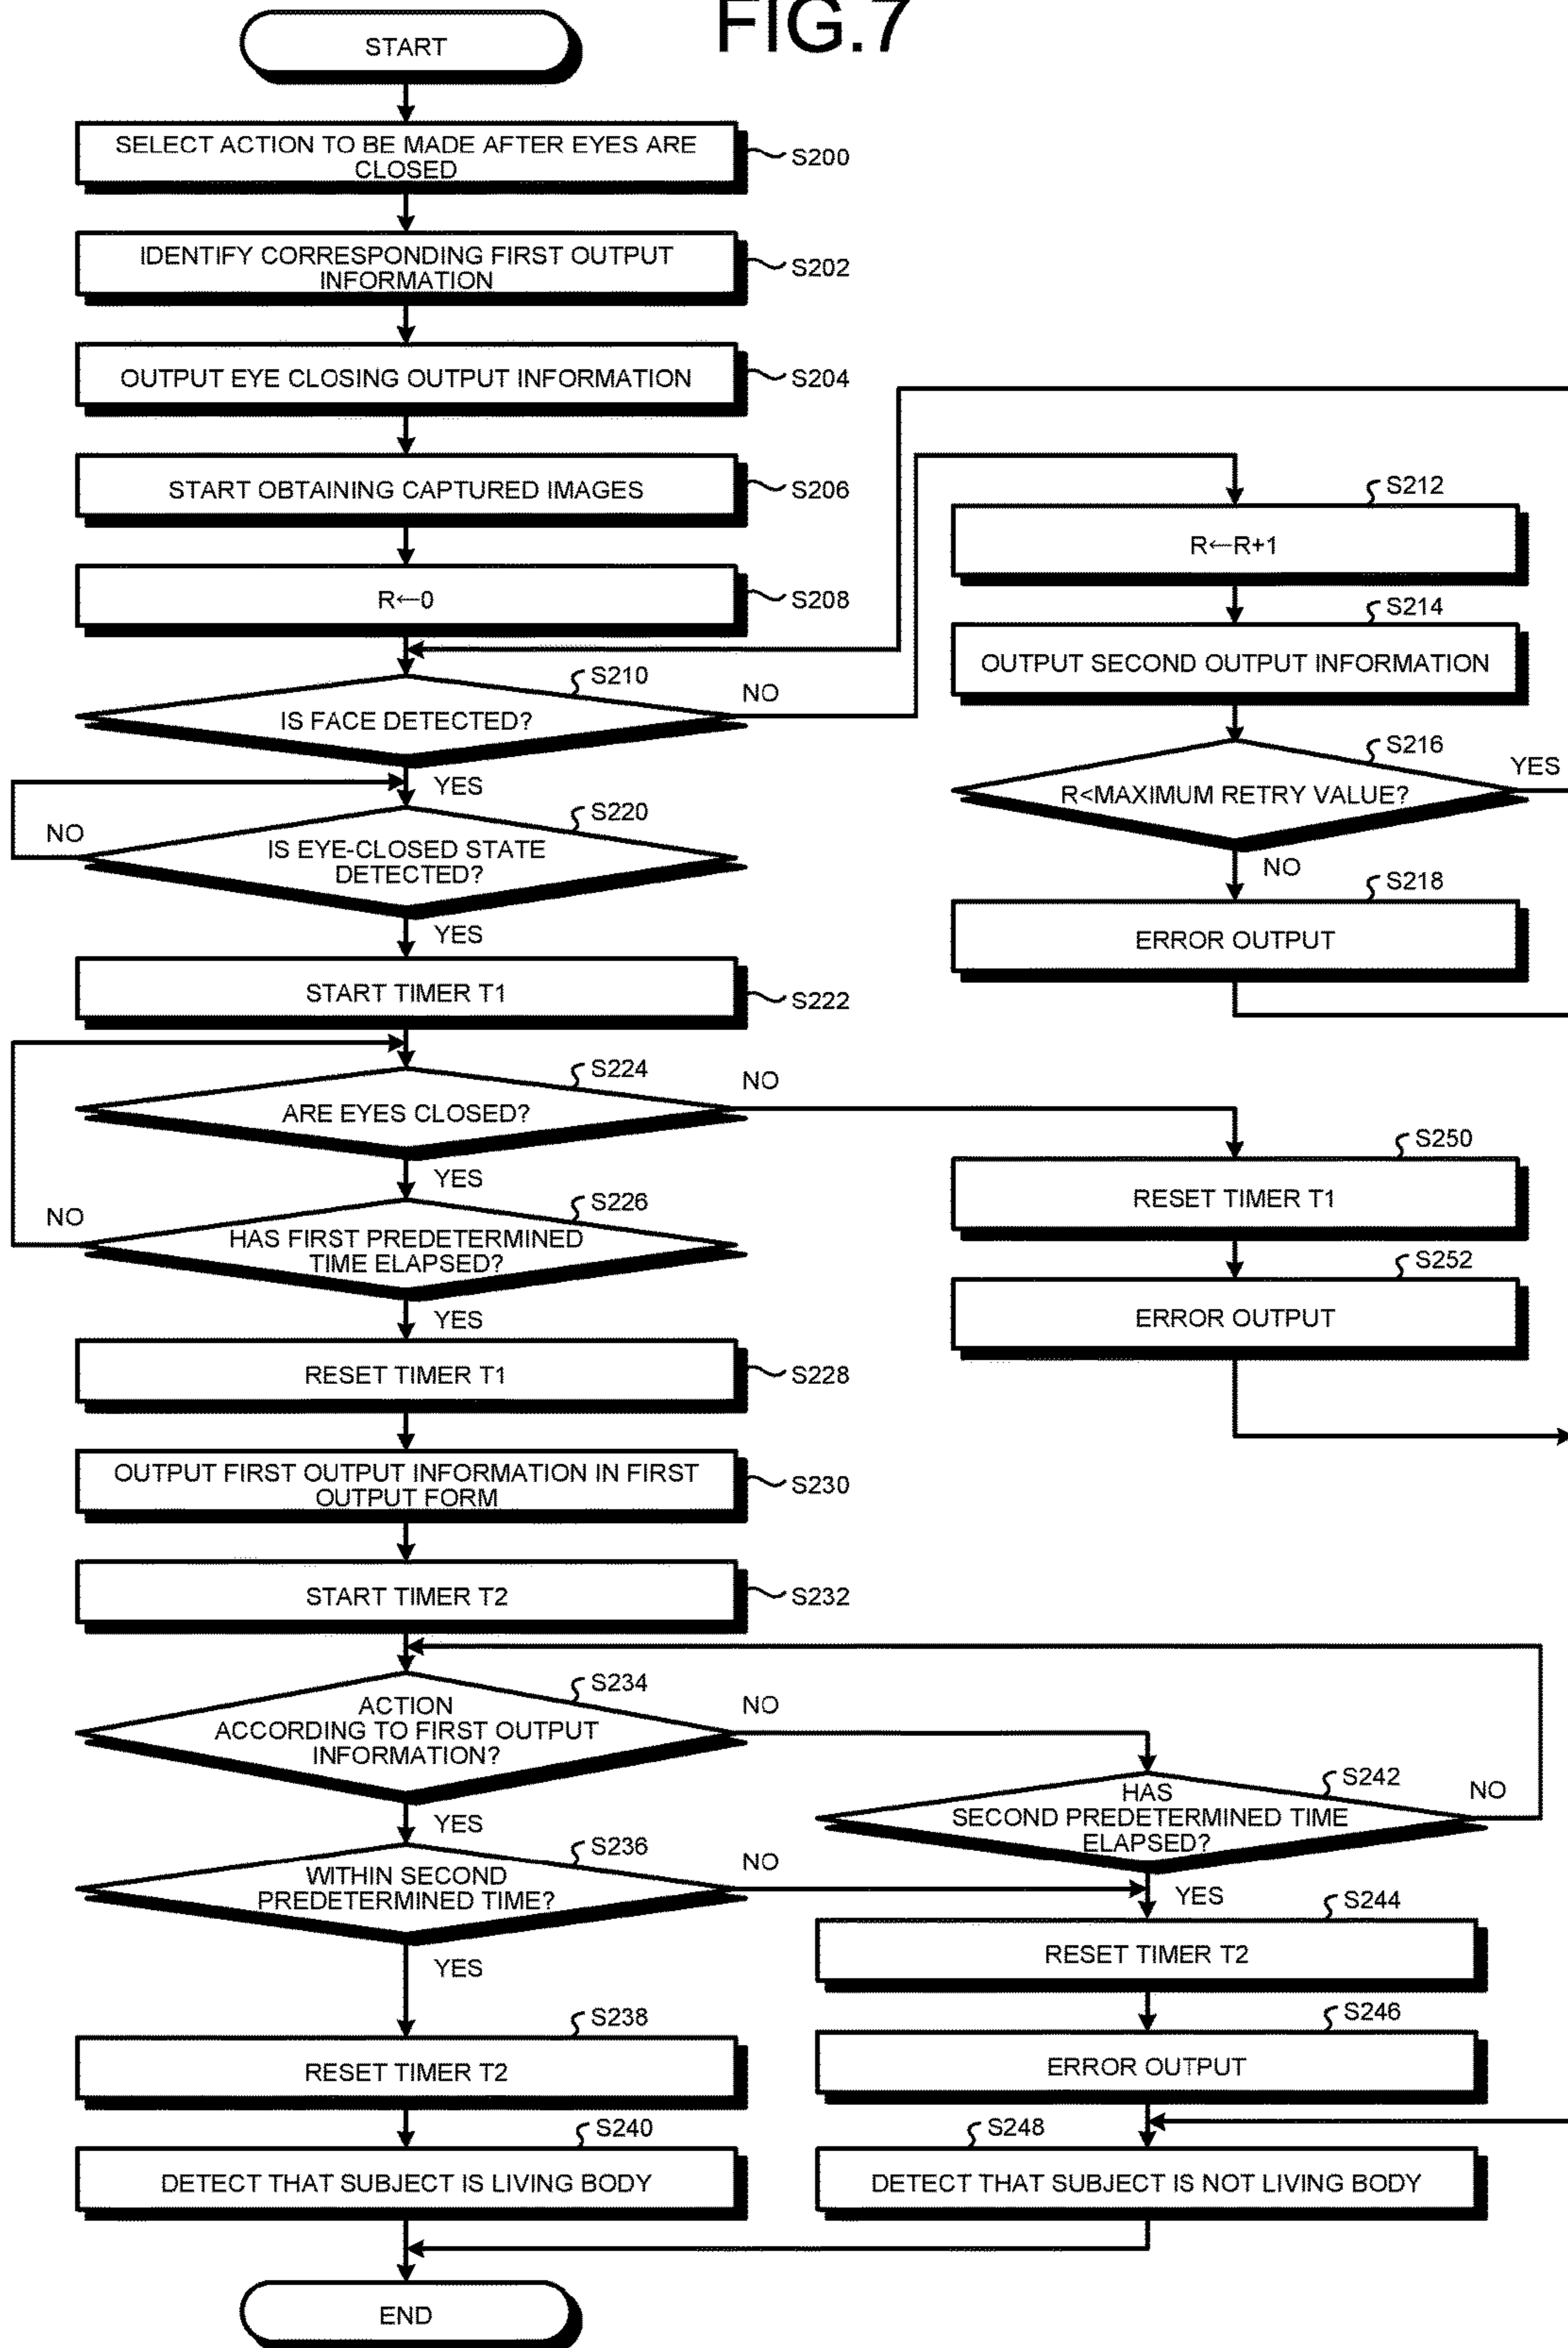 FIG.7
START
SELECT ACTION TO BE MADE AFTER EYES ARE
CLOSED
S200
IDENTIFY CORRESPONDING FIRST OUTPUT
INFORMATION
S202
OUTPUT EYE CLOSING OUTPUT INFORMATION
S204
START OBTAINING CAPTURED IMAGES
S206
R←0
S208
S210
IS FACE DETECTED?
NO
YES
S212
R←R+1
S214
OUTPUT SECOND OUTPUT INFORMATION
S216
R<MAXIMUM RETRY VALUE?
YES
NO
S218
ERROR OUTPUT
S220
IS EYE-CLOSED STATE
DETECTED?
NO
YES
START TIMER T1
S222
S224
ARE EYES CLOSED?
NO
YES
S226
HAS FIRST PREDETERMINED
TIME ELAPSED?
NO
YES
S250
RESET TIMER T1
S252
ERROR OUTPUT
RESET TIMER T1
S228
OUTPUT FIRST OUTPUT INFORMATION IN FIRST
OUTPUT FORM
S230
START TIMER T2
S232
S234
ACTION
ACCORDING TO FIRST OUTPUT
INFORMATION?
NO
YES
S242
HAS
SECOND PREDETERMINED TIME
ELAPSED?
NO
YES
S236
WITHIN SECOND
PREDETERMINED TIME?
NO
YES
S244
RESET TIMER T2
S246
ERROR OUTPUT
S238
RESET TIMER T2
S240
DETECT THAT SUBJECT IS LIVING BODY
S248
DETECT THAT SUBJECT IS NOT LIVING BODY
END